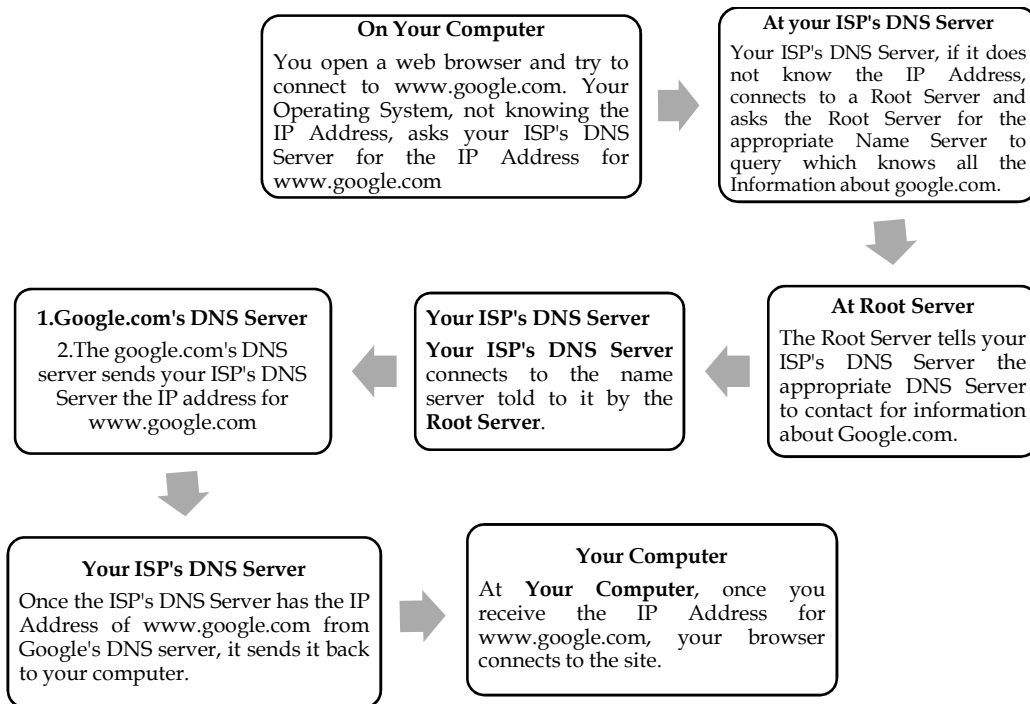 On Your Computer
You open a web browser and try to
connect to www.google.com. Your
Operating System, not knowing the
IP Address, asks your ISP's DNS
Server for the IP Address for
www.google.com
At your ISP's DNS Server
Your ISP's DNS Server, if it does
not know the IP Address,
connects to a Root Server and
asks the Root Server for the
appropriate Name Server to
query which knows all the
Information about google.com.
At Root Server
The Root Server tells your
ISP's DNS Server the
appropriate DNS Server
to contact for information
about Google.com.
Your ISP's DNS Server
Your ISP's DNS Server
connects to the name
server told to it by the
Root Server.
1.Google.com's DNS Server
2.The google.com's DNS
server sends your ISP's DNS
Server the IP address for
www.google.com
Your ISP's DNS Server
Once the ISP's DNS Server has the IP
Address of www.google.com from
Google's DNS server, it sends it back
to your computer.
Your Computer
At Your Computer, once you
receive the IP Address for
www.google.com, your browser
connects to the site.